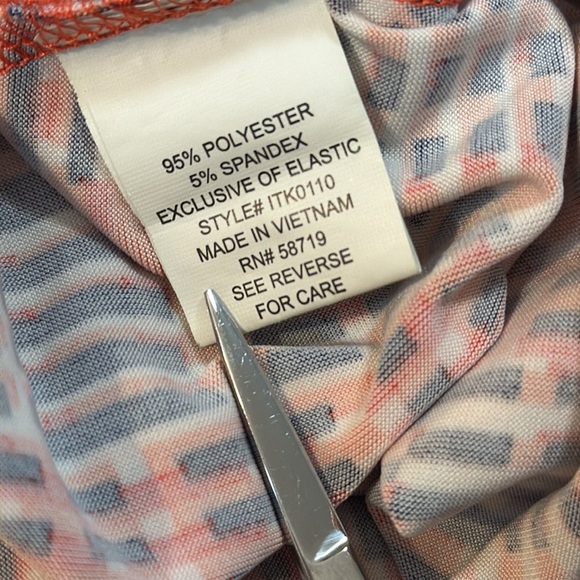 95% POLYESTER
5% SPANDEX
EXCLUSIVE OF ELASTIC
STYLE# ITK0110
MADE IN VIETNAM
RN# 58719
SEE REVERSE
FOR CARE